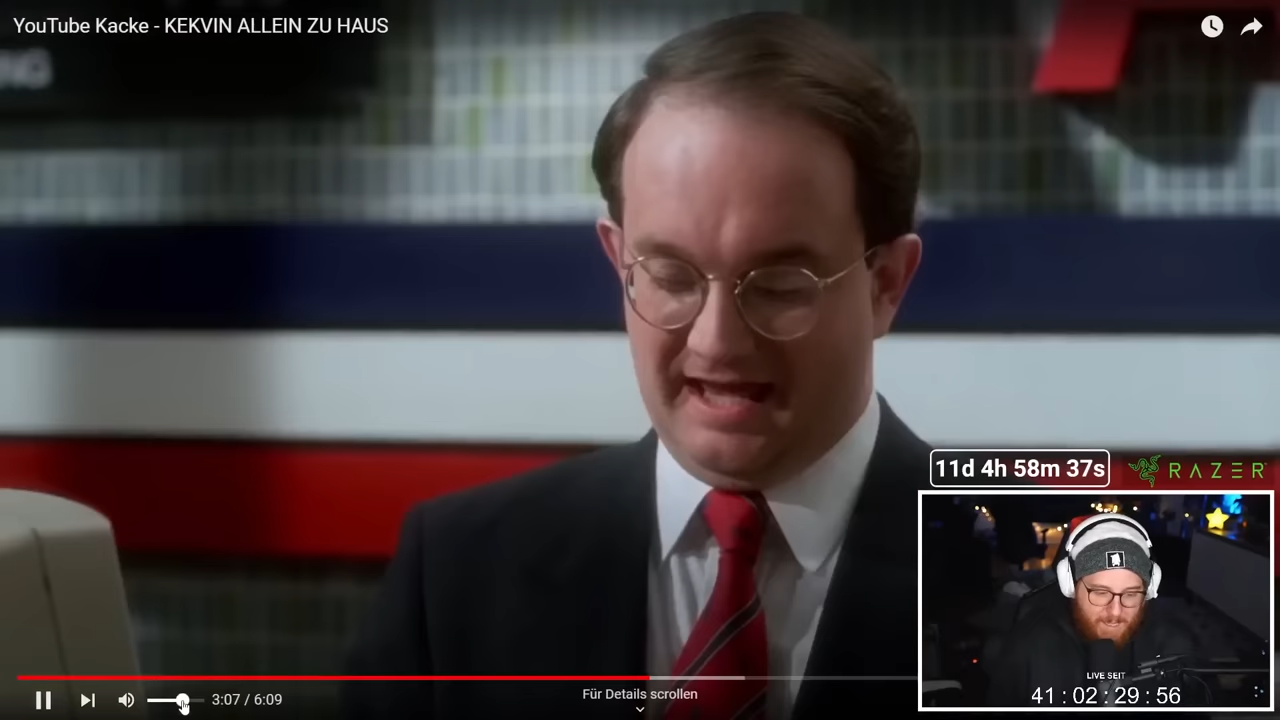 YouTube Kacke - KEKVIN ALLEIN ZU HAUS
11d 4h 58m 37s
RAZER
LIVE SEIT
41:02:29:56
3:07 / 6:09
Für Details scrollen